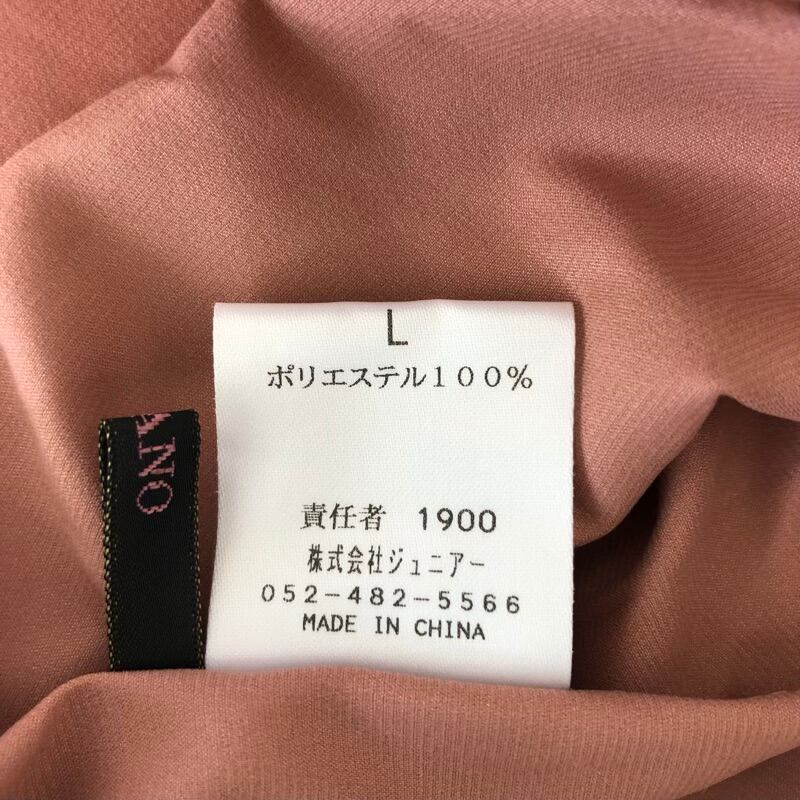 L
ポリエステル100%
責任者 1900
株式会社ジュニアー
052-482-5566
MADE IN CHINA